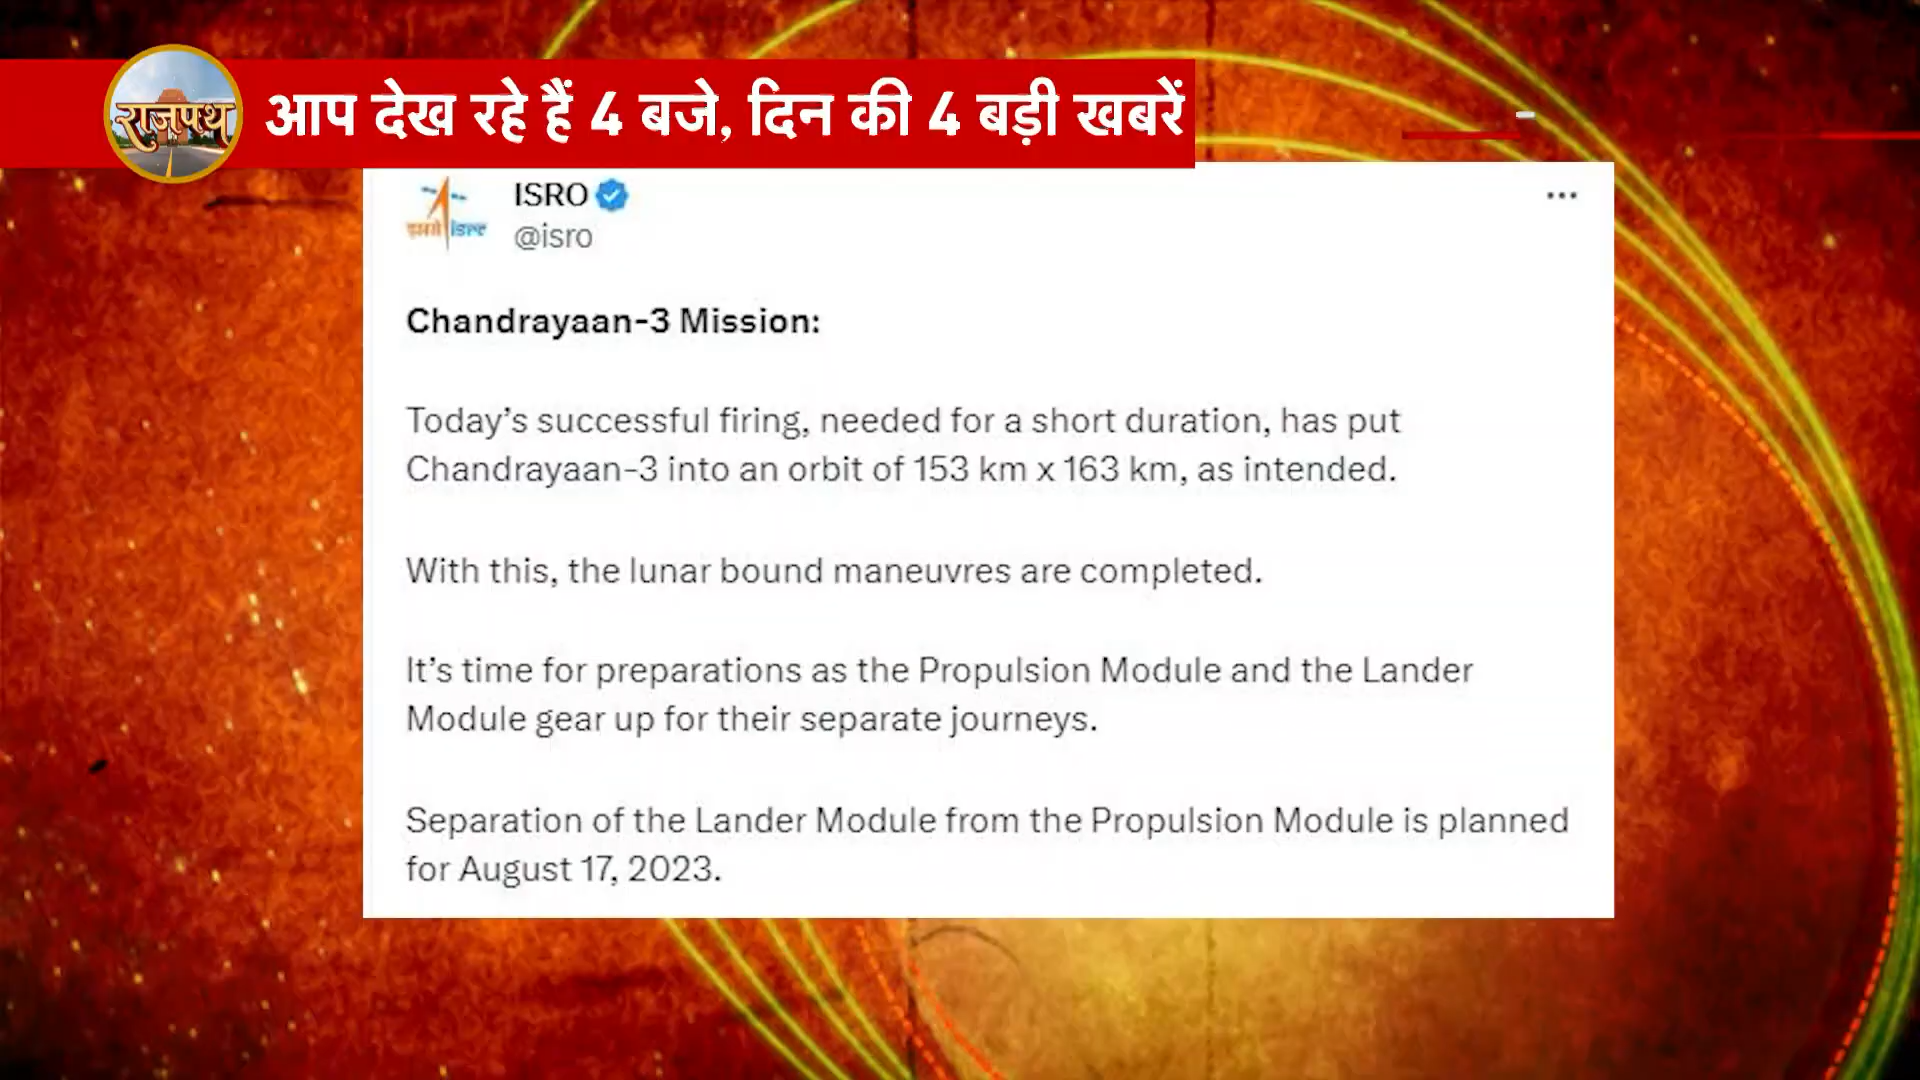 राजपथ
आप देख रहे हैं 4 बजे, दिन की 4 बड़ी खबरें
इसरो isro
ISRO
@isro
Chandrayaan-3 Mission:
Today's successful firing, needed for a short duration, has put
Chandrayaan-3 into an orbit of 153 km x 163 km, as intended.
With this, the lunar bound maneuvres are completed.
It's time for preparations as the Propulsion Module and the Lander
Module gear up for their separate journeys.
Separation of the Lander Module from the Propulsion Module is planned
for August 17, 2023.